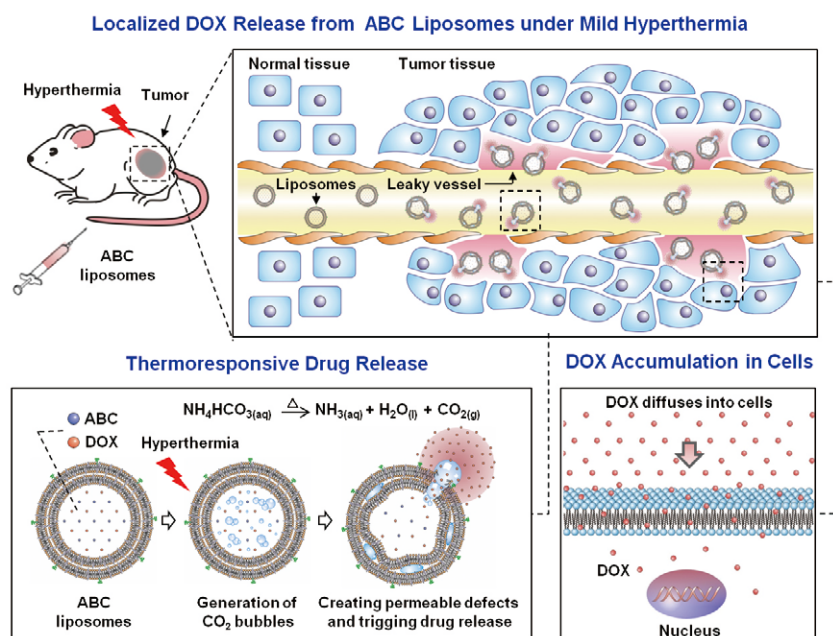 Localized DOX Release from ABC Liposomes under Mild Hyperthermia
Normal tissue
Tumor tissue
Hyperthermia
Tumor
Liposomes
Leaky vessel
ABC
liposomes
Thermoresponsive Drug Release
ABC
DOX
NH₄HCO₃(aq) △→ NH₃(aq) + H₂O(l) + CO₂(g)
Hyperthermia
ABC
liposomes
Generation of
CO₂ bubbles
Creating permeable defects
and trigging drug release
DOX Accumulation in Cells
DOX diffuses into cells
DOX
Nucleus